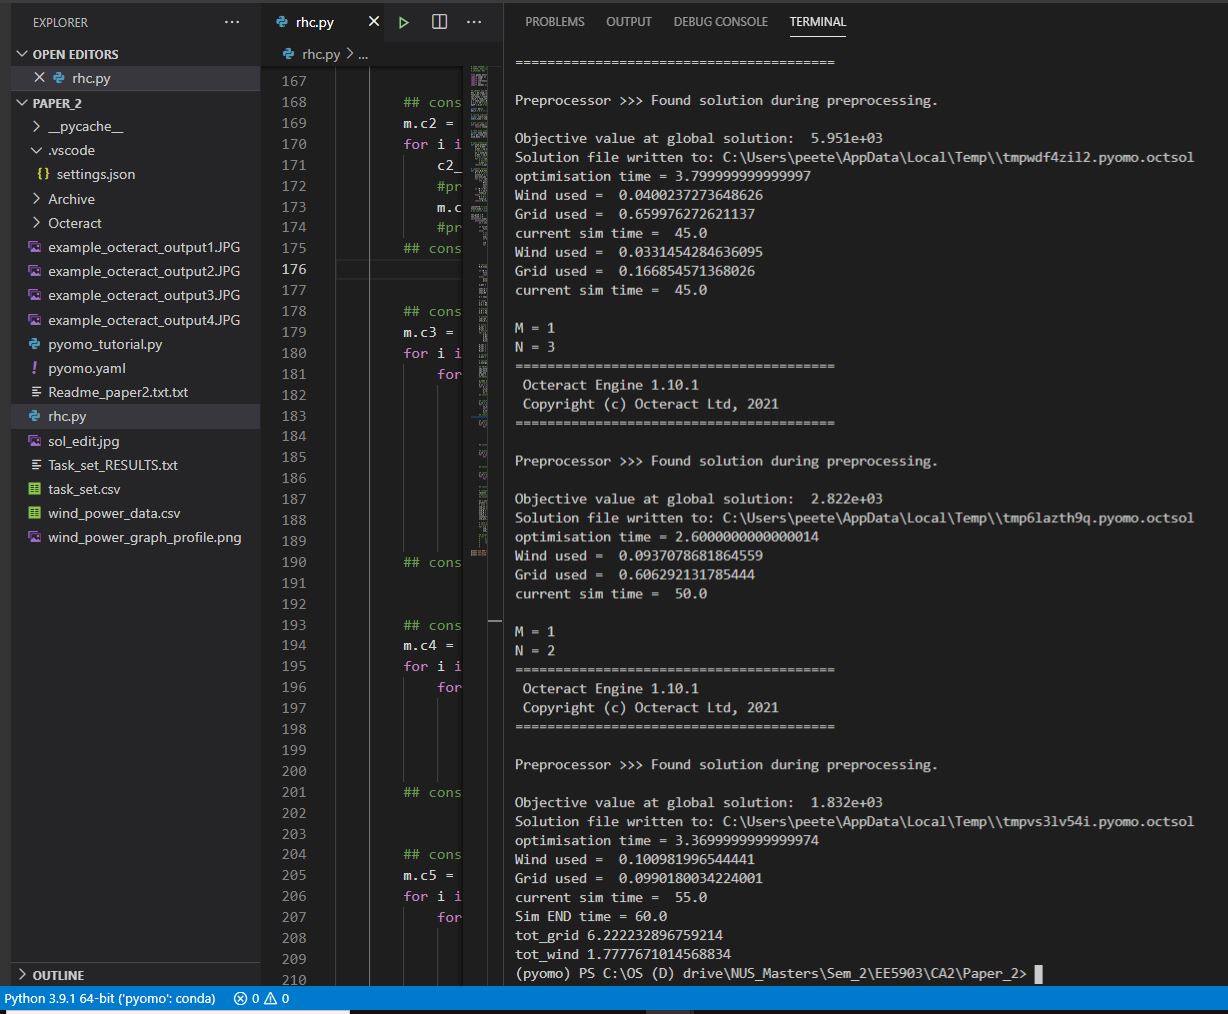 EXPLORER
OPEN EDITORS
rhc.py
PAPER_2
__pycache__
.vscode
{} settings.json
Archive
Octeract
example_octeract_output1.JPG
example_octeract_output2.JPG
example_octeract_output3.JPG
example_octeract_output4.JPG
pyomo_tutorial.py
! pyomo.yaml
Readme_paper2.txt.txt
rhc.py
sol_edit.jpg
Task_set_RESULTS.txt
task_set.csv
wind_power_data.csv
wind_power_graph_profile.png
OUTLINE
rhc.py
rhc.py > ...
167
168 ## cons
169 m.c2 =
170 for i i
171 c2_
172 #pr
173 m.c
174 #pr
175 ## cons
176
177
178 ## cons
179 m.c3 =
180 for i i
181 for
182
183
184
185
186
187
188
189
190 ## cons
191
192
193 ## cons
194 m.c4 =
195 for i i
196 for
197
198
199
200
201 ## cons
202
203
204 ## cons
205 m.c5 =
206 for i i
207 for
208
209
210
PROBLEMS OUTPUT DEBUG CONSOLE TERMINAL
========================================
Preprocessor >>> Found solution during preprocessing.
Objective value at global solution:  5.951e+03
Solution file written to: C:\Users\peete\AppData\Local\Temp\\tmpwdf4zil2.pyomo.octsol
optimisation time = 3.799999999999997
Wind used =  0.0400237273648626
Grid used =  0.659976272621137
current sim time =  45.0
Wind used =  0.0331454284636095
Grid used =  0.166854571368026
current sim time =  45.0
M = 1
N = 3
========================================
Octeract Engine 1.10.1
Copyright (c) Octeract Ltd, 2021
========================================
Preprocessor >>> Found solution during preprocessing.
Objective value at global solution:  2.822e+03
Solution file written to: C:\Users\peete\AppData\Local\Temp\\tmp6lazth9q.pyomo.octsol
optimisation time = 2.6000000000000014
Wind used =  0.0937078681864559
Grid used =  0.606292131785444
current sim time =  50.0
M = 1
N = 2
========================================
Octeract Engine 1.10.1
Copyright (c) Octeract Ltd, 2021
========================================
Preprocessor >>> Found solution during preprocessing.
Objective value at global solution:  1.832e+03
Solution file written to: C:\Users\peete\AppData\Local\Temp\\tmpvs3lv54i.pyomo.octsol
optimisation time = 3.3699999999999974
Wind used =  0.100981996544441
Grid used =  0.0990180034224001
current sim time =  55.0
Sim END time = 60.0
tot_grid 6.222232896759214
tot_wind 1.7777671014568834
(pyomo) PS C:\OS (D) drive\NUS_Masters\Sem_2\EE5903\CA2\Paper_2>
Python 3.9.1 64-bit ('pyomo': conda) 0 0